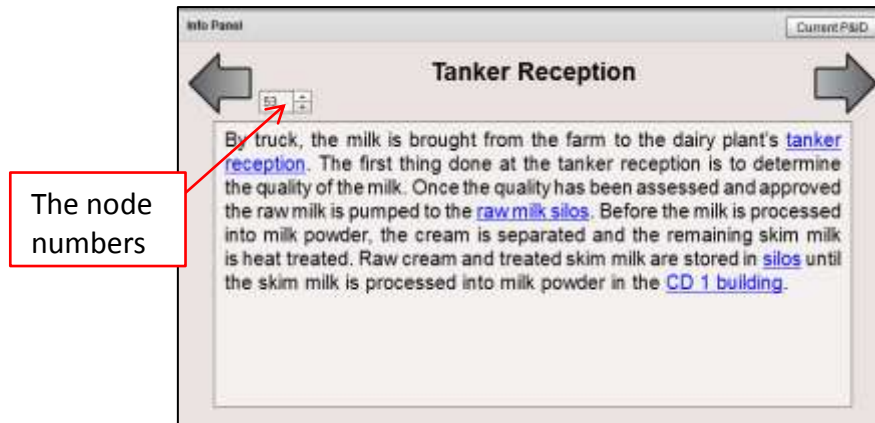 Info Panel
Current P&ID
Tanker Reception
53
By truck, the milk is brought from the farm to the dairy plant's tanker
reception. The first thing done at the tanker reception is to determine
the quality of the milk. Once the quality has been assessed and approved
the raw milk is pumped to the raw milk silos. Before the milk is processed
into milk powder, the cream is separated and the remaining skim milk
is heat treated. Raw cream and treated skim milk are stored in silos until
the skim milk is processed into milk powder in the CD 1 building.
The node
numbers